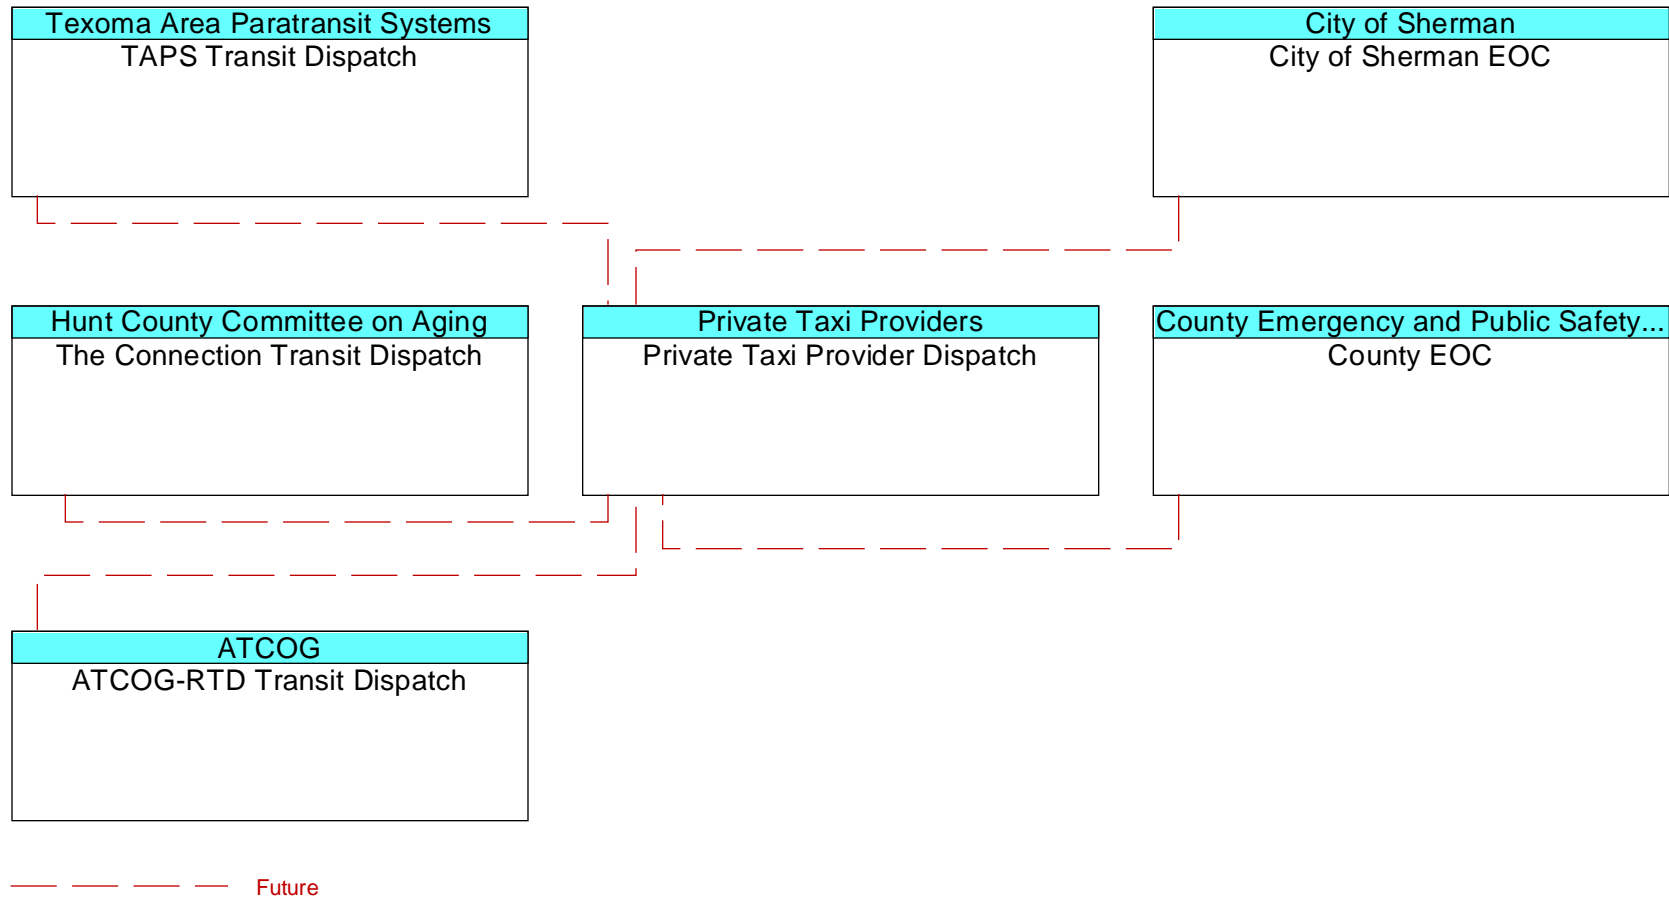 Texoma Area Paratransit Systems
TAPS Transit Dispatch
City of Sherman
City of Sherman EOC
Hunt County Committee on Aging
The Connection Transit Dispatch
Private Taxi Providers
Private Taxi Provider Dispatch
County Emergency and Public Safety...
County EOC
ATCOG
ATCOG-RTD Transit Dispatch
Future